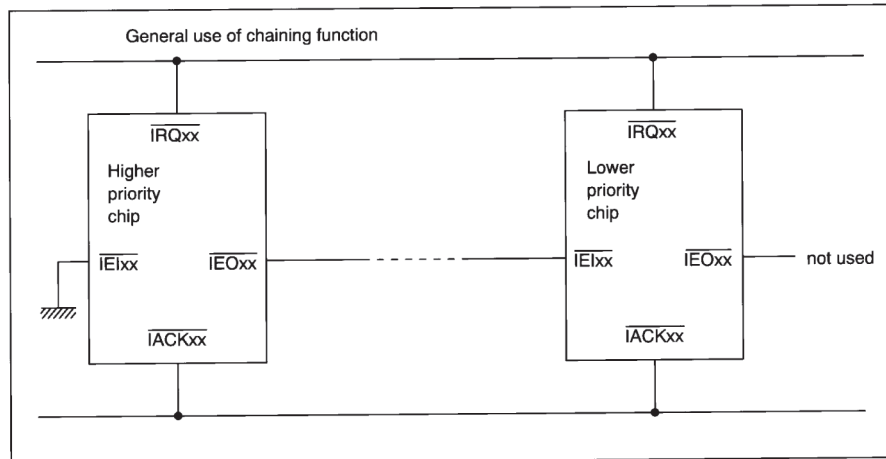 General use of chaining function
IRQxx
IRQxx
Higher
priority
chip
Lower
priority
chip
IEIxx
IEOxx
IEIxx
IEOxx
not used
IACKxx
IACKxx